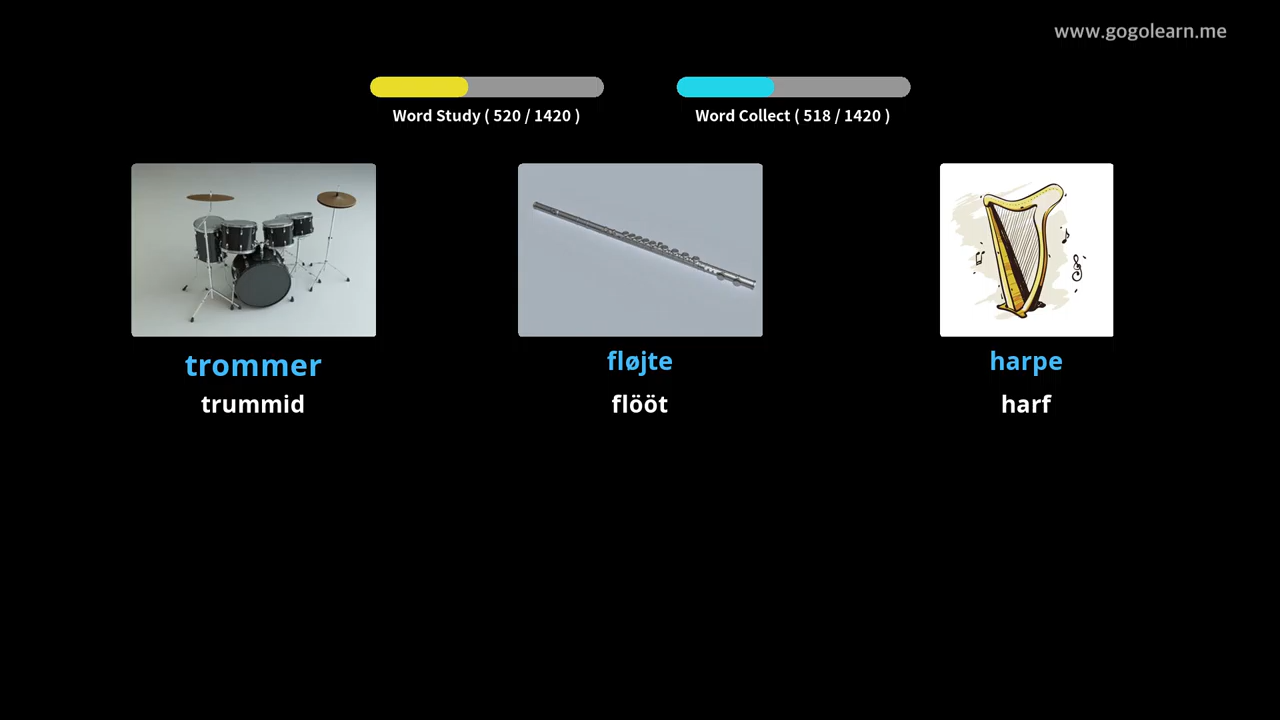 www.gogolearn.me
Word Study ( 520 / 1420 )
Word Collect ( 518 / 1420 )
trommer
fløjte
harpe
trummid
flööt
harf